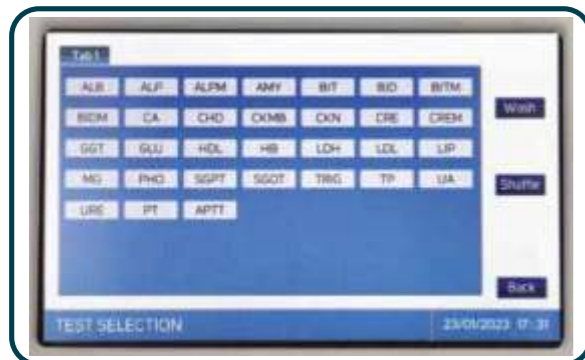 Tab1
ALB ALP ALPM AMY BIT BID BITM
BIDM CA CHO CKMB CKN CRE CREM
GGT GLU HDL HB LDH LDL LIP
MG PHO SGPT SGOT TRIG TP UA
URE PT APTT
Wash
Shuffle
Back
TEST SELECTION
23/01/2023 17:31